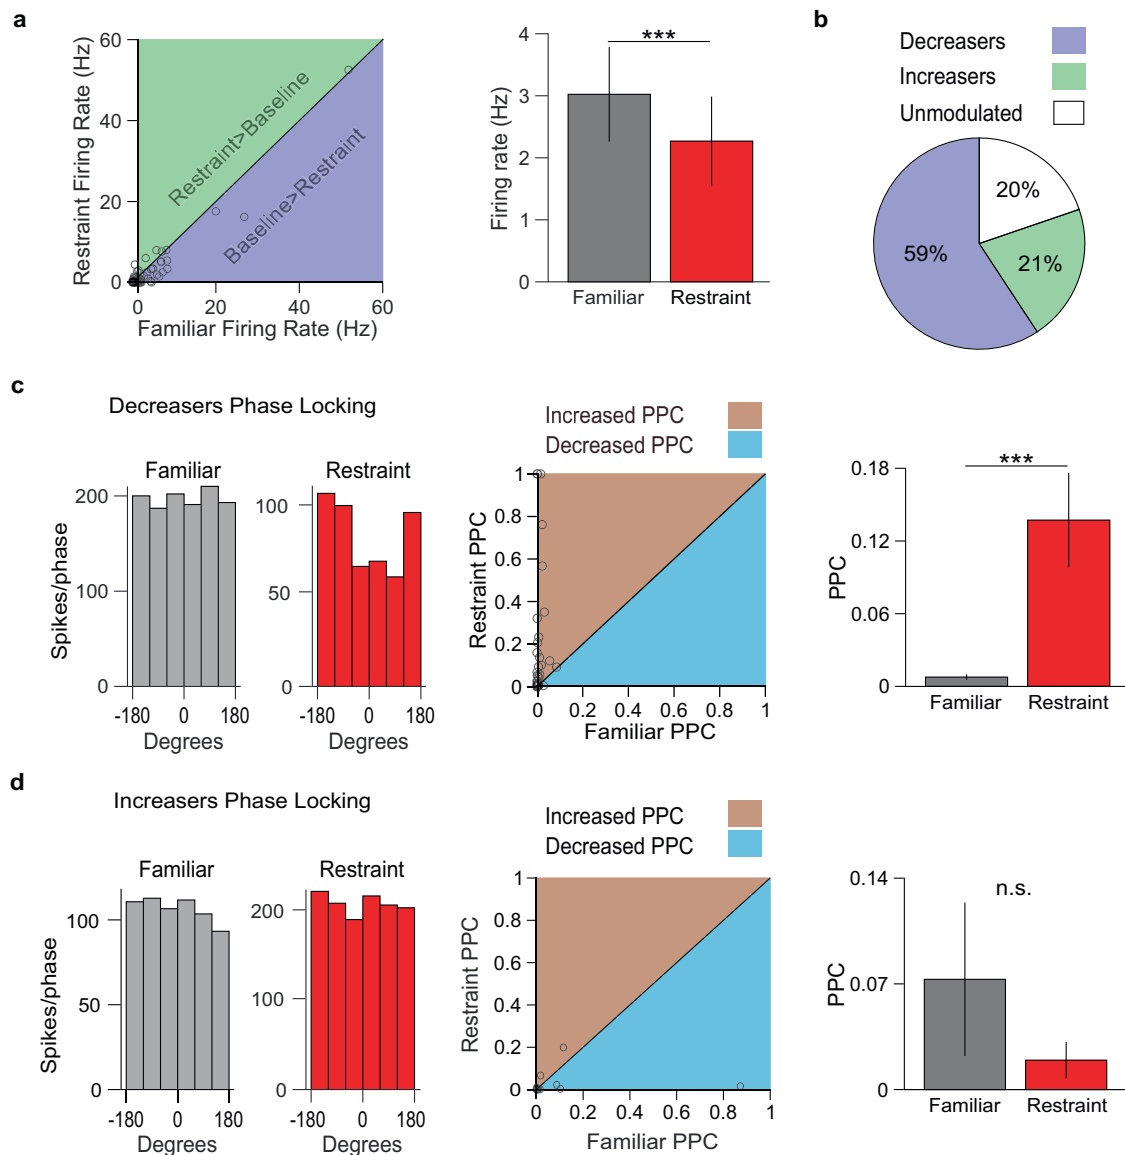 a
60
40
20
0
0
20
40
60
Restraint Firing Rate (Hz)
Familiar Firing Rate (Hz)
Restraint>Baseline
Baseline>Restraint
4
3
2
1
0
Firing rate (Hz)
***
Familiar
Restraint
b
Decreasers
Increasers
Unmodulated
20%
59%
21%
c
Decreasers Phase Locking
Familiar
200
100
0
Spikes/phase
-180
0
180
Degrees
Restraint
100
50
0
-180
0
180
Degrees
Increased PPC
Decreased PPC
1
0.8
0.6
0.4
0.2
0
Restraint PPC
0
0.2
0.4
0.6
0.8
1
Familiar PPC
0.18
0.12
0.06
0
PPC
***
Familiar
Restraint
d
Increasers Phase Locking
Familiar
100
50
0
Spikes/phase
-180
0
180
Degrees
Restraint
200
100
0
-180
0
180
Degrees
Increased PPC
Decreased PPC
1
0.8
0.6
0.4
0.2
0
Restraint PPC
0
0.2
0.4
0.6
0.8
1
Familiar PPC
0.14
0.07
0
PPC
n.s.
Familiar
Restraint